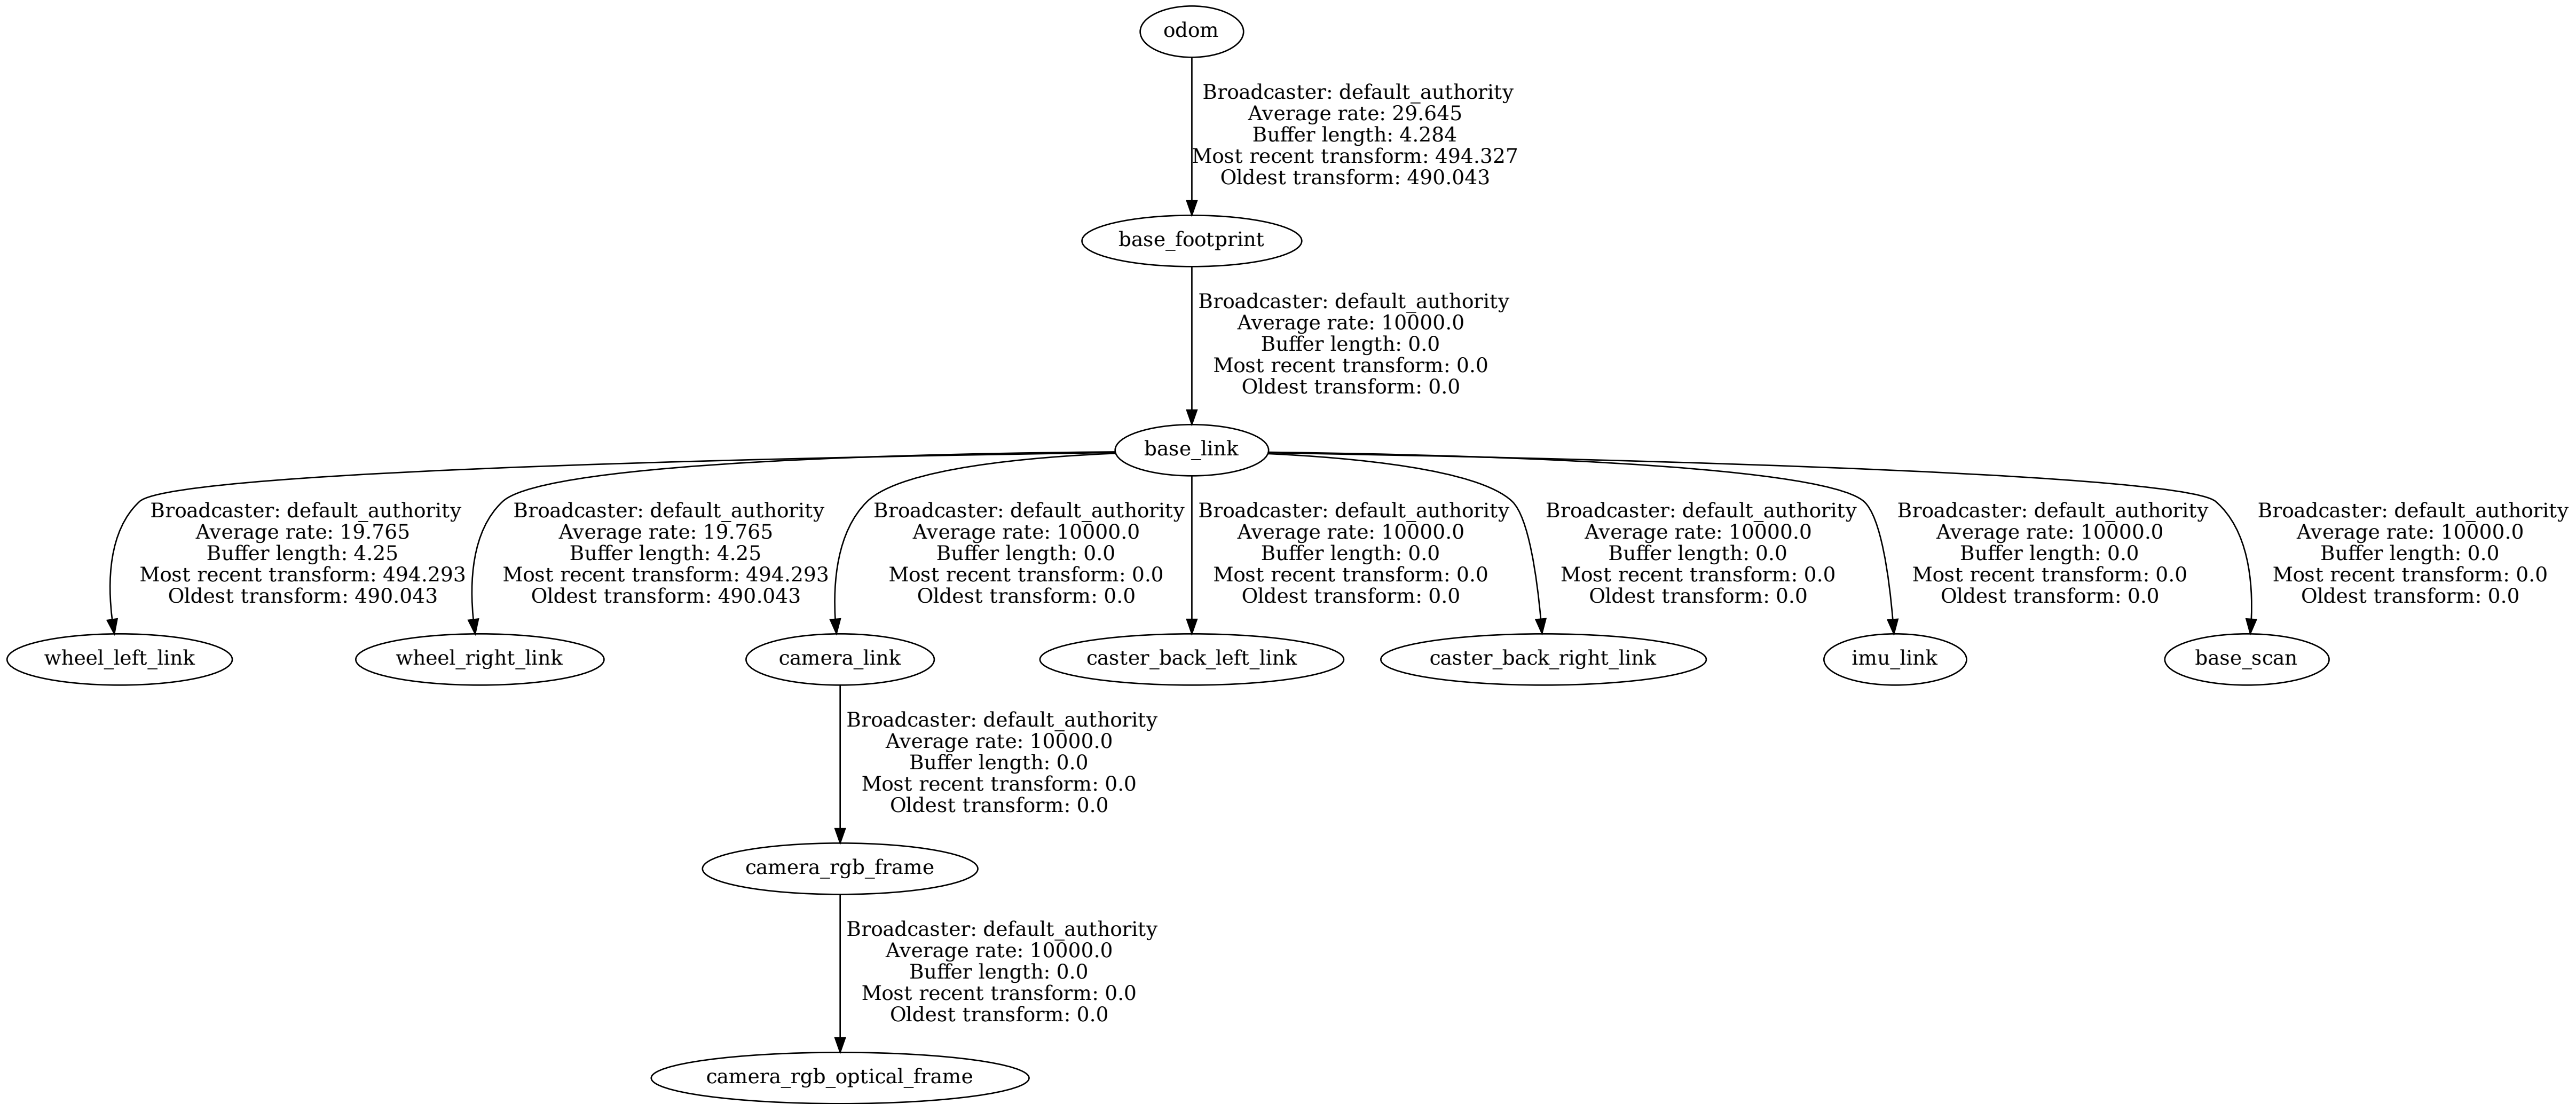 odom
Broadcaster: default_authority
Average rate: 29.645
Buffer length: 4.284
Most recent transform: 494.327
Oldest transform: 490.043
base_footprint
Broadcaster: default_authority
Average rate: 10000.0
Buffer length: 0.0
Most recent transform: 0.0
Oldest transform: 0.0
base_link
Broadcaster: default_authority
Average rate: 19.765
Buffer length: 4.25
Most recent transform: 494.293
Oldest transform: 490.043
Broadcaster: default_authority
Average rate: 19.765
Buffer length: 4.25
Most recent transform: 494.293
Oldest transform: 490.043
Broadcaster: default_authority
Average rate: 10000.0
Buffer length: 0.0
Most recent transform: 0.0
Oldest transform: 0.0
Broadcaster: default_authority
Average rate: 10000.0
Buffer length: 0.0
Most recent transform: 0.0
Oldest transform: 0.0
Broadcaster: default_authority
Average rate: 10000.0
Buffer length: 0.0
Most recent transform: 0.0
Oldest transform: 0.0
Broadcaster: default_authority
Average rate: 10000.0
Buffer length: 0.0
Most recent transform: 0.0
Oldest transform: 0.0
Broadcaster: default_authority
Average rate: 10000.0
Buffer length: 0.0
Most recent transform: 0.0
Oldest transform: 0.0
wheel_left_link
wheel_right_link
camera_link
caster_back_left_link
caster_back_right_link
imu_link
base_scan
Broadcaster: default_authority
Average rate: 10000.0
Buffer length: 0.0
Most recent transform: 0.0
Oldest transform: 0.0
camera_rgb_frame
Broadcaster: default_authority
Average rate: 10000.0
Buffer length: 0.0
Most recent transform: 0.0
Oldest transform: 0.0
camera_rgb_optical_frame